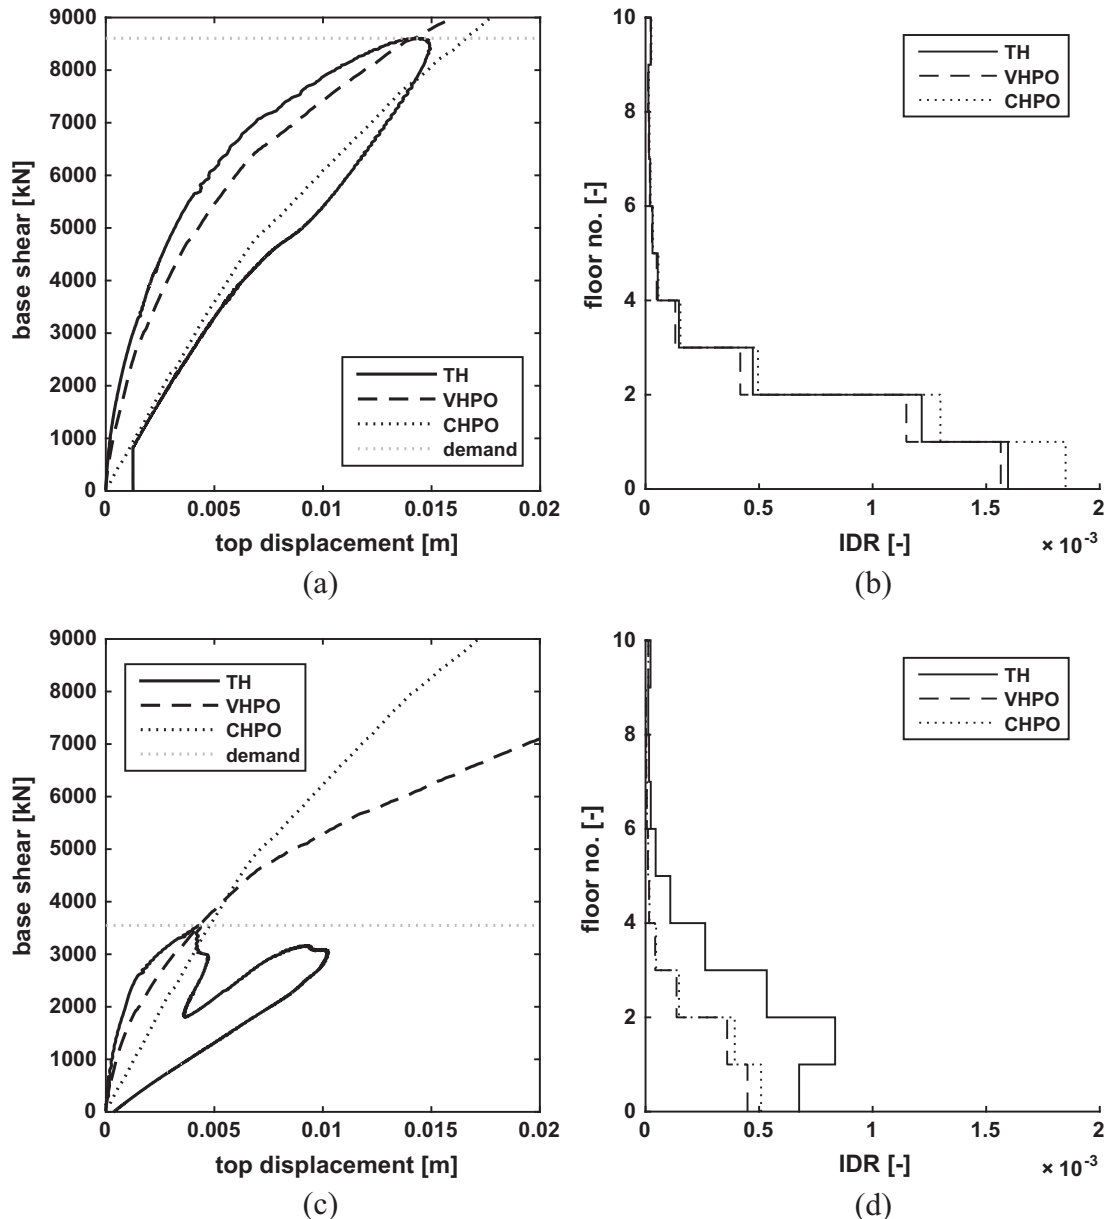 9000
8000
7000
6000
5000
4000
3000
2000
1000
0
base shear [kN]
TH
VHPO
CHPO
demand
0 0.005 0.01 0.015 0.02
top displacement [m]
(a)
10
8
6
4
2
0
floor no. [-]
TH
VHPO
CHPO
0 0.5 1 1.5 2
IDR [-] × 10-3
(b)
9000
8000
7000
6000
5000
4000
3000
2000
1000
0
base shear [kN]
TH
VHPO
CHPO
demand
0 0.005 0.01 0.015 0.02
top displacement [m]
(c)
10
8
6
4
2
0
floor no. [-]
TH
VHPO
CHPO
0 0.5 1 1.5 2
IDR [-] × 10-3
(d)